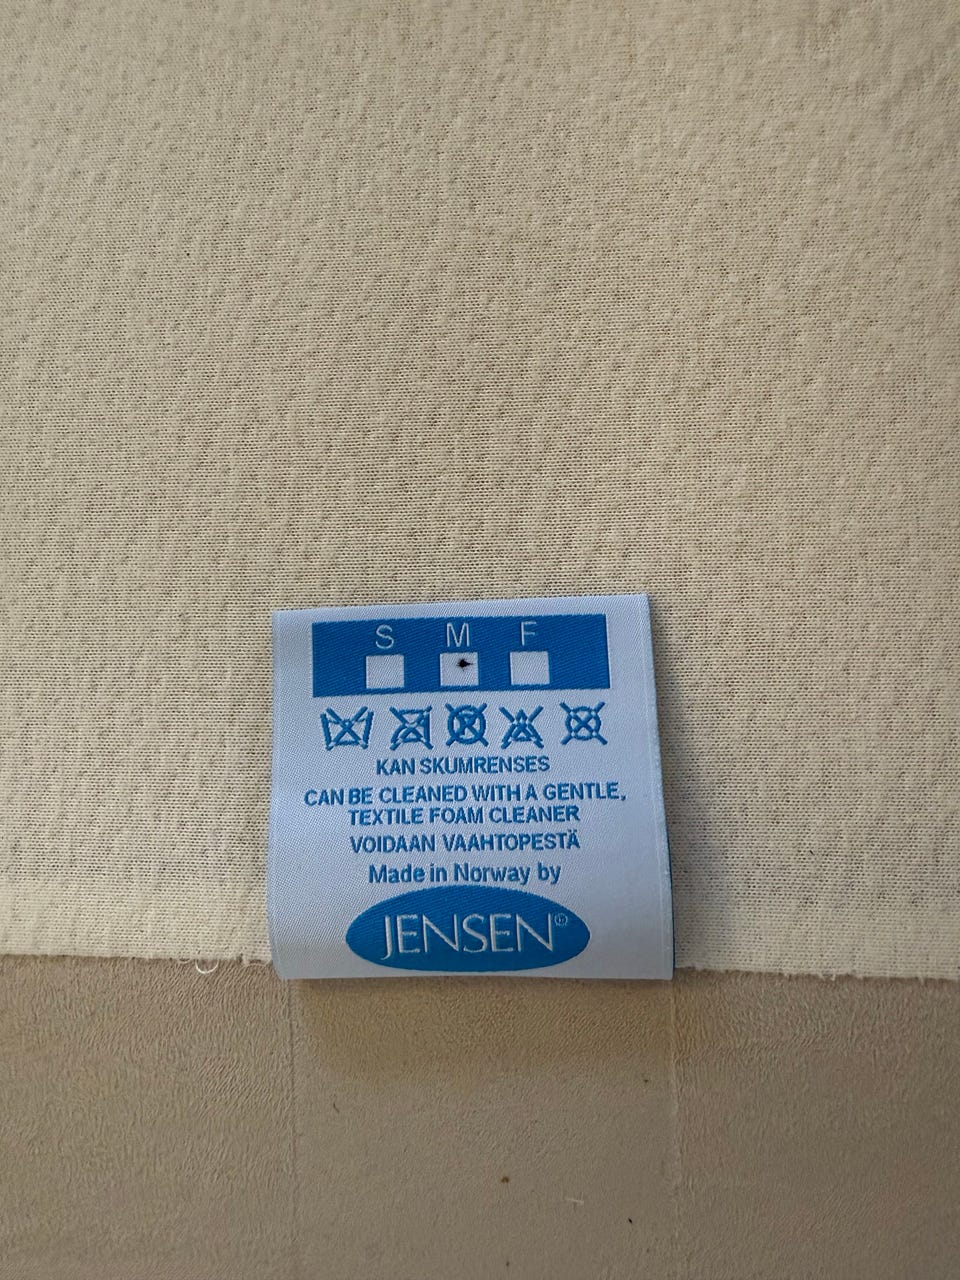 S M F
KAN SKUMRENSES
CAN BE CLEANED WITH A GENTLE,
TEXTILE FOAM CLEANER
VOIDAAN VAAHTOPESTÄ
Made in Norway by
JENSEN®